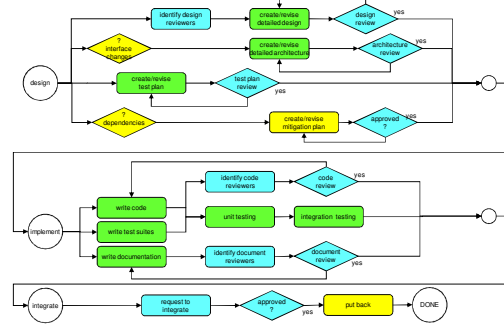 identify design
reviewers
create/revise
detailed design
design
review
yes
?
interface
changes
create/revise
detailed architecture
architecture
review
yes
design
create/revise
test plan
test plan
review
yes
?
dependencies
create/revise
mitigation plan
approved
?
yes
identify code
reviewers
code
review
yes
write code
unit testing
integration testing
implement
write test suites
write documentation
identify document
reviewers
document
review
yes
integrate
request to
integrate
approved
?
yes
put back
DONE